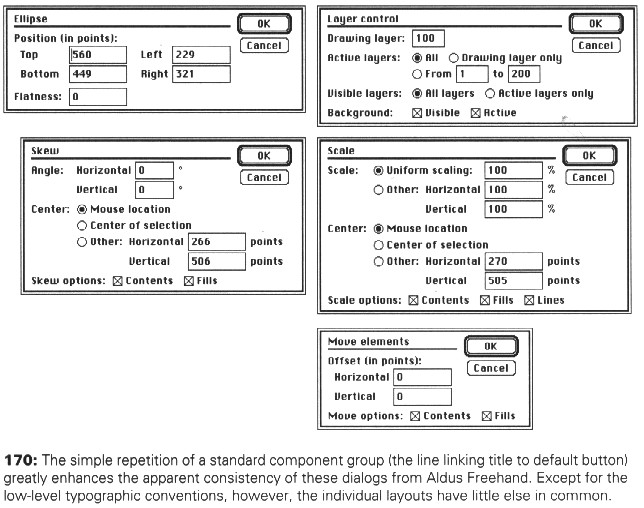 Ellipse
OK
Cancel
Position (in points):
Top 560 Left 229
Bottom 449 Right 321
Flatness: 0
Layer control
OK
Cancel
Drawing layer: 100
Active layers: All Drawing layer only
From 1 to 200
Visible layers: All layers Active layers only
Background: Visible Active
Skew
OK
Cancel
Angle: Horizontal 0 °
Vertical 0 °
Center: Mouse location
Center of selection
Other: Horizontal 266 points
Vertical 506 points
Skew options: Contents Fills
Scale
OK
Cancel
Scale: Uniform scaling: 100 %
Other: Horizontal 100 %
Vertical 100 %
Center: Mouse location
Center of selection
Other: Horizontal 270 points
Vertical 505 points
Scale options: Contents Fills Lines
Move elements
OK
Cancel
Offset (in points):
Horizontal 0
Vertical 0
Move options: Contents Fills
170: The simple repetition of a standard component group (the line linking title to default button)
greatly enhances the apparent consistency of these dialogs from Aldus Freehand. Except for the
low-level typographic conventions, however, the individual layouts have little else in common.